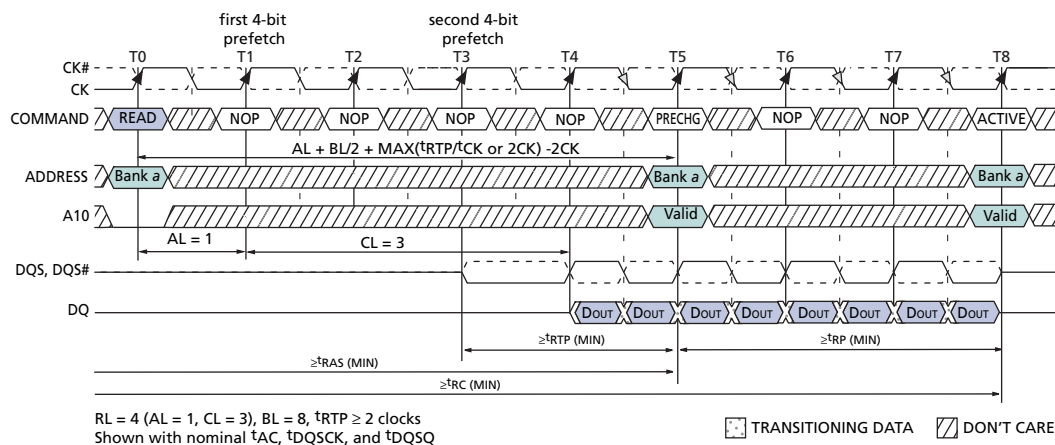 first 4-bit prefetch
second 4-bit prefetch
T0 T1 T2 T3 T4 T5 T6 T7 T8
CK#
CK
COMMAND READ NOP NOP NOP NOP PRECHG NOP NOP ACTIVE
AL + BL/2 + MAX(tRTP/tCK or 2CK) -2CK
ADDRESS Bank a Bank a Bank a
A10 Valid Valid
AL = 1 CL = 3
DQS, DQS#
DQ DOUT DOUT DOUT DOUT DOUT DOUT DOUT DOUT
≥tRTP (MIN) ≥tRP (MIN)
≥tRAS (MIN)
≥tRC (MIN)
RL = 4 (AL = 1, CL = 3), BL = 8, tRTP ≥ 2 clocks
Shown with nominal tAC, tDQSCK, and tDQSQ
TRANSITIONING DATA DON'T CARE